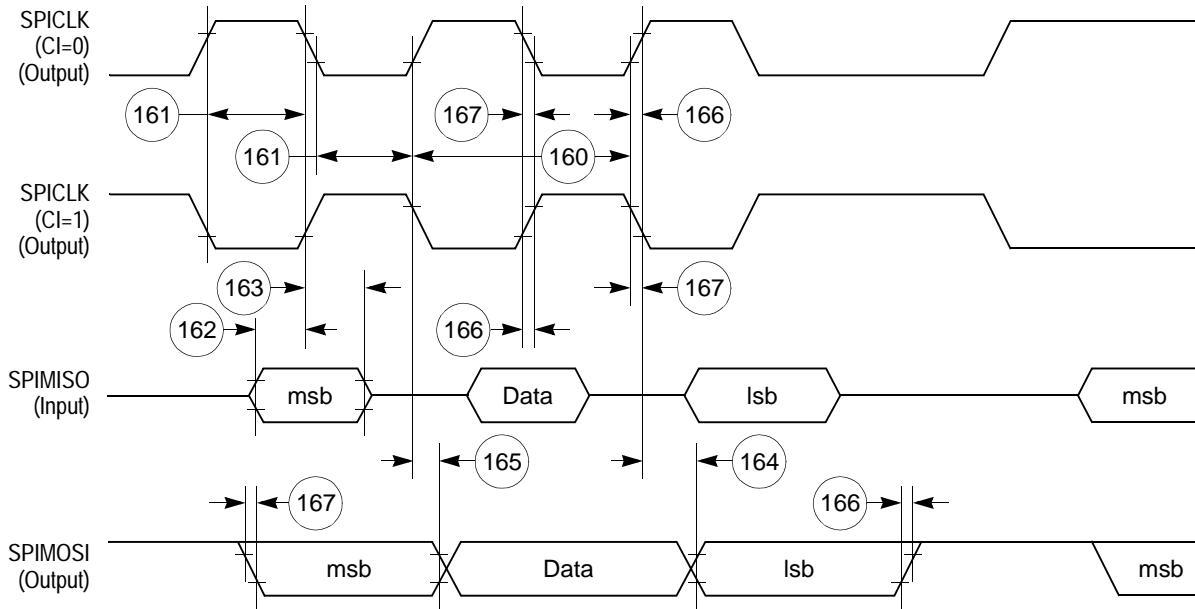 SPICLK
(CI=0)
(Output)
161
167
166
161
160
SPICLK
(CI=1)
(Output)
163
167
162
166
SPIMISO
(Input)
msb
Data
lsb
msb
165
164
167
166
SPIMOSI
(Output)
msb
Data
lsb
msb